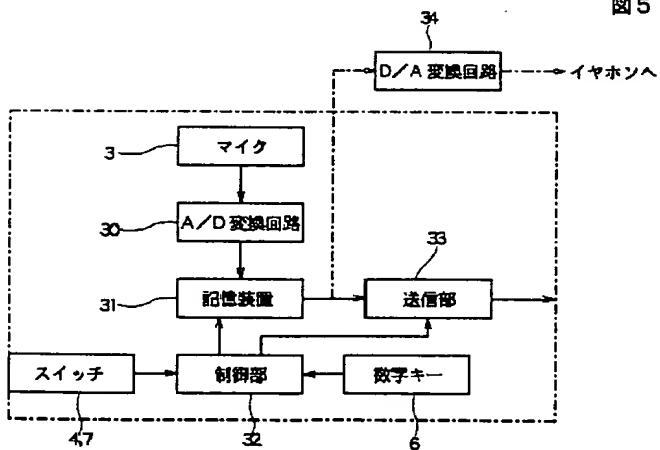 図5
34
D/A 変換回路
イヤホンへ
3
マイク
30
A/D 変換回路
33
31
記憶装置
送信部
スイッチ
制御部
数字キー
4,7
32
6